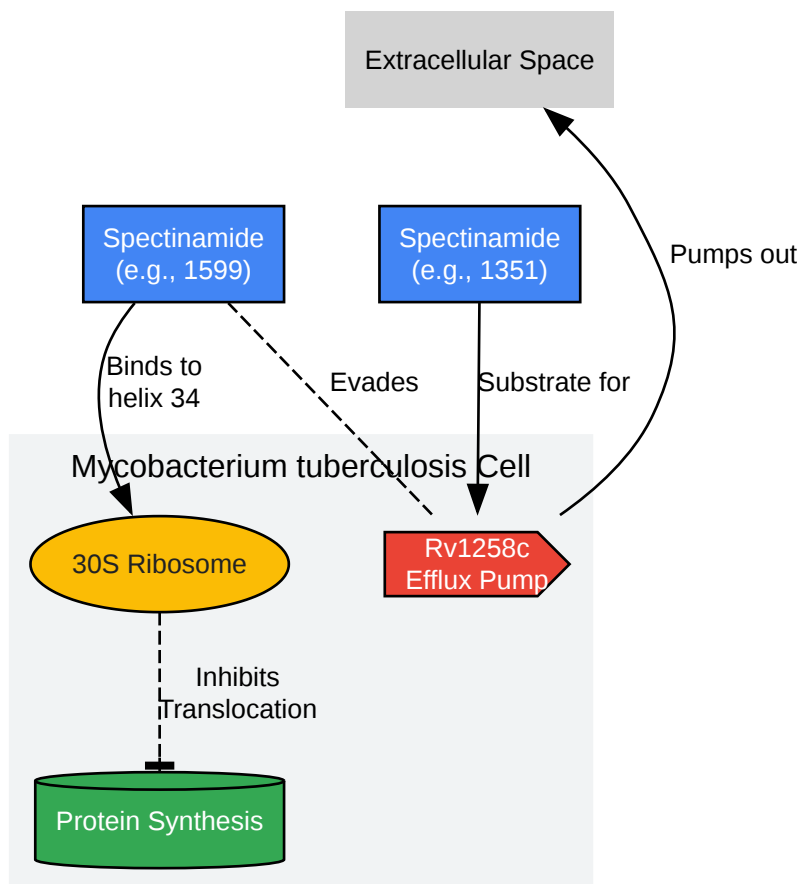 Extracellular Space
Spectinamide
(e.g., 1599)
Spectinamide
(e.g., 1351)
Pumps out
Binds to
helix 34
Evades
Substrate for
Mycobacterium tuberculosis Cell
30S Ribosome
Rv1258c
Efflux Pump
Inhibits
Translocation
Protein Synthesis